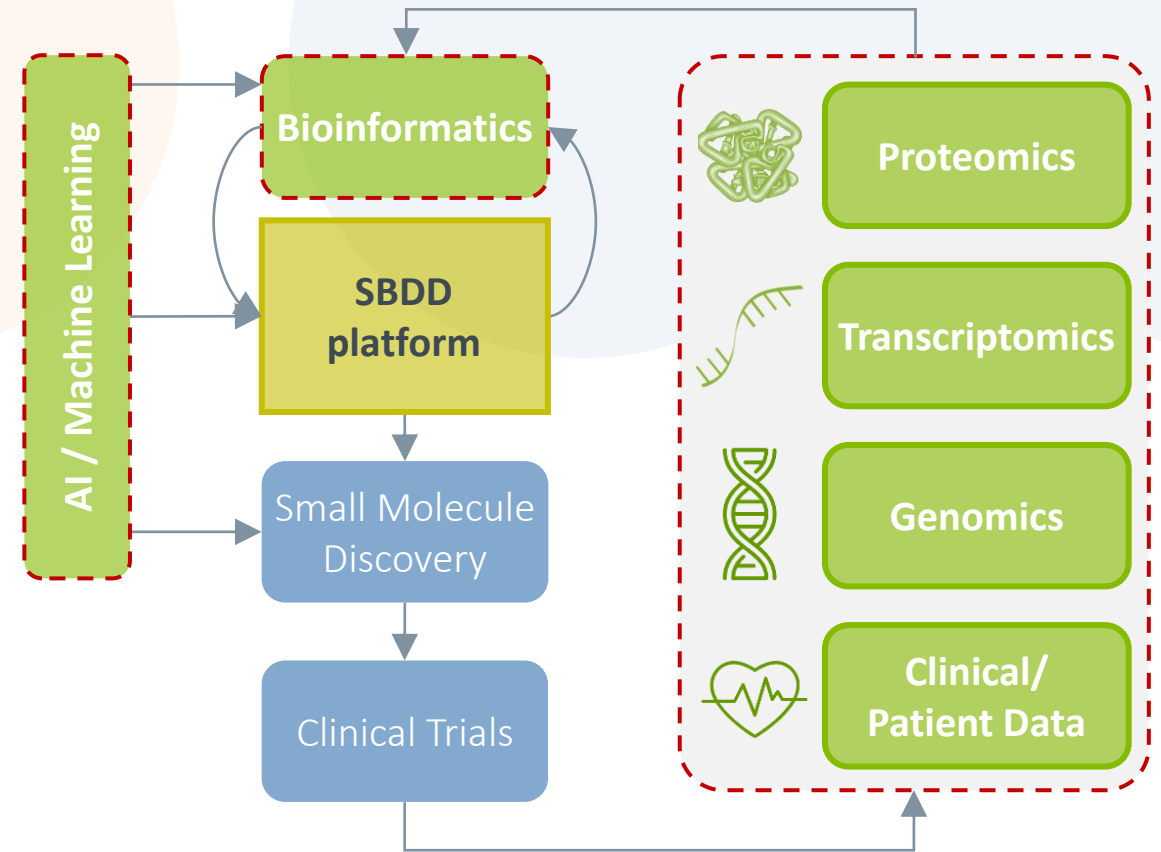 AI / Machine Learning
Bioinformatics
SBDD
platform
Small Molecule
Discovery
Clinical Trials
Proteomics
Transcriptomics
Genomics
Clinical/
Patient Data